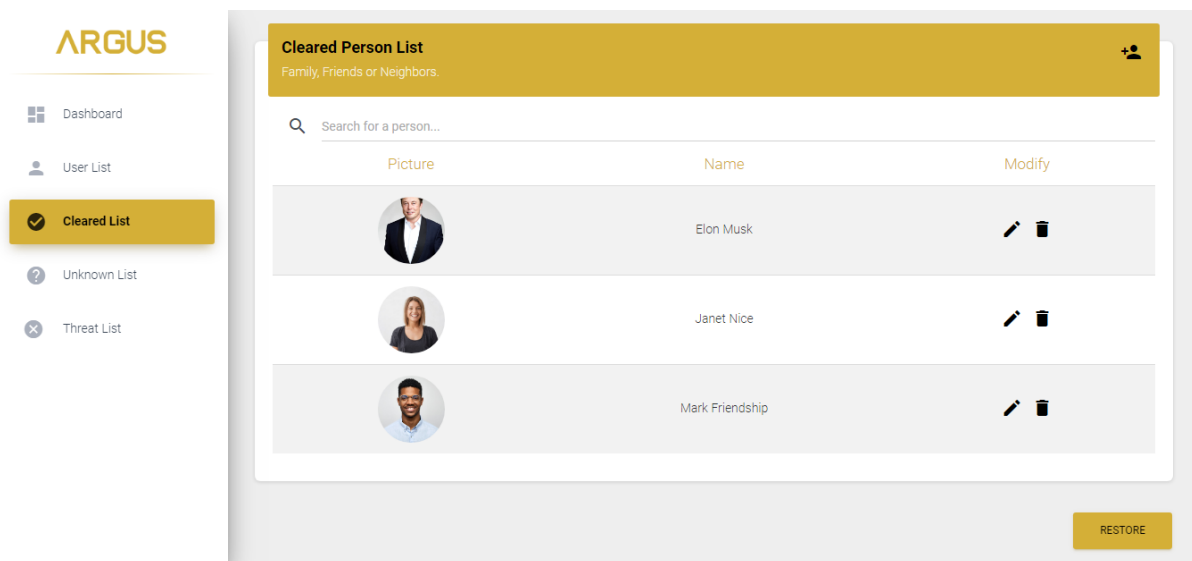 ARGUS
Dashboard
User List
Cleared List
Unknown List
Threat List
Cleared Person List
Family, Friends or Neighbors.
Search for a person...
Picture Name Modify
Elon Musk
Janet Nice
Mark Friendship
RESTORE